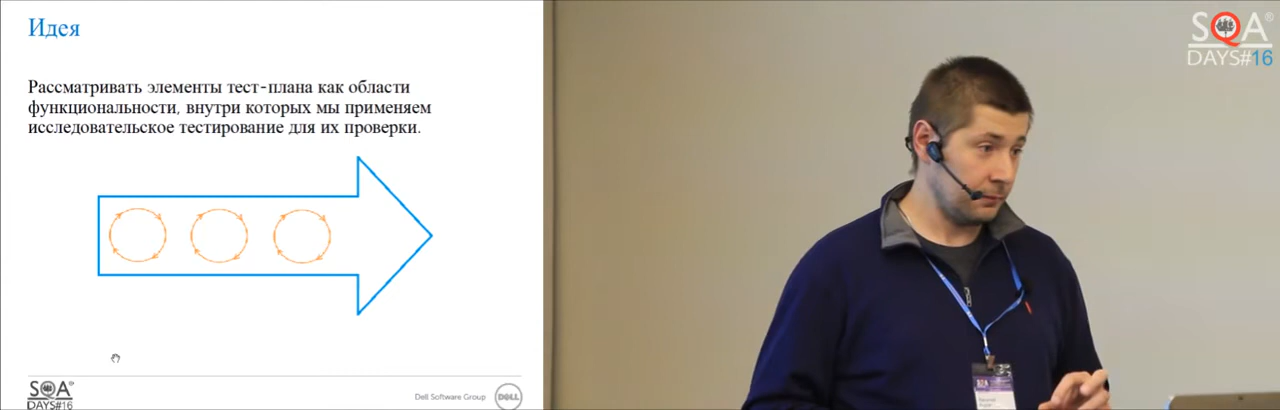 Идея
Рассматривать элементы тест-плана как области
функциональности, внутри которых мы применяем
исследовательское тестирование для их проверки.
SQA®
DAYS#16
Dell Software Group
DELL
SQA®
DAYS#16
SQA